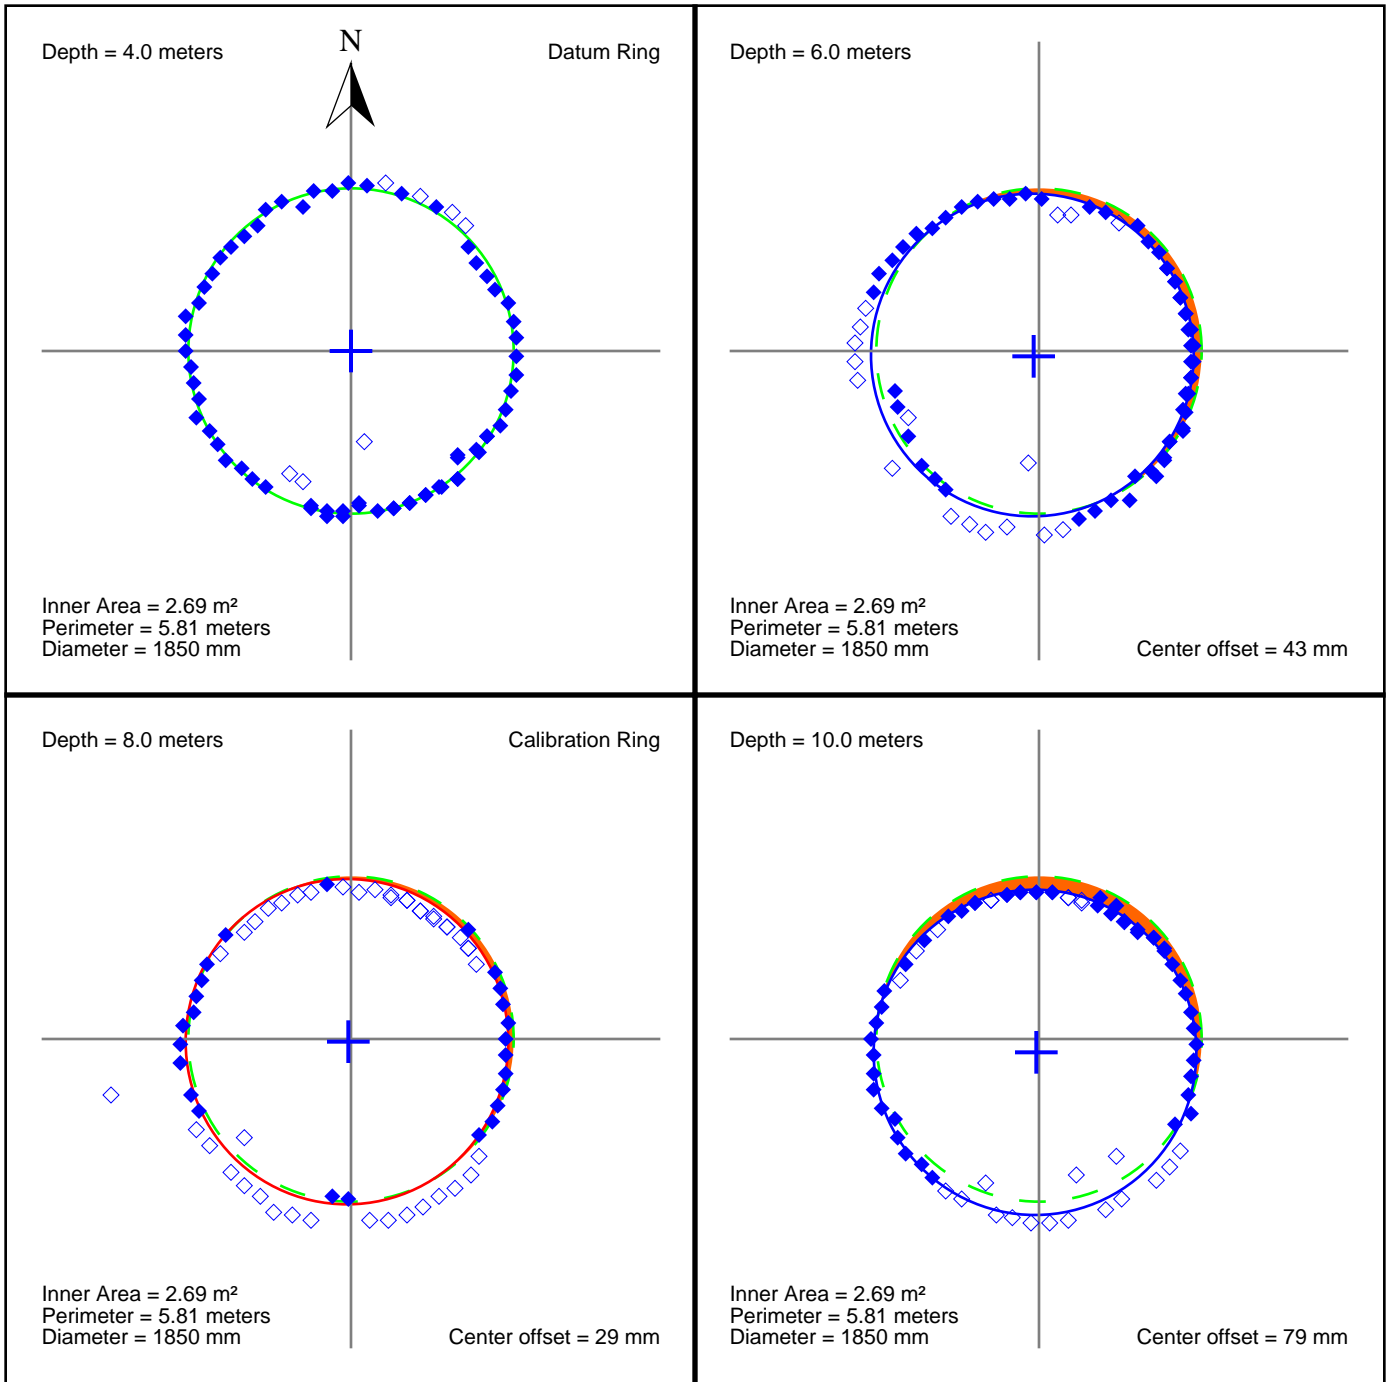 Depth = 4.0 meters
N
Datum Ring
Inner Area = 2.69 m²
Perimeter = 5.81 meters
Diameter = 1850 mm
Depth = 6.0 meters
Inner Area = 2.69 m²
Perimeter = 5.81 meters
Diameter = 1850 mm
Center offset = 43 mm
Depth = 8.0 meters
Calibration Ring
Inner Area = 2.69 m²
Perimeter = 5.81 meters
Diameter = 1850 mm
Center offset = 29 mm
Depth = 10.0 meters
Inner Area = 2.69 m²
Perimeter = 5.81 meters
Diameter = 1850 mm
Center offset = 79 mm